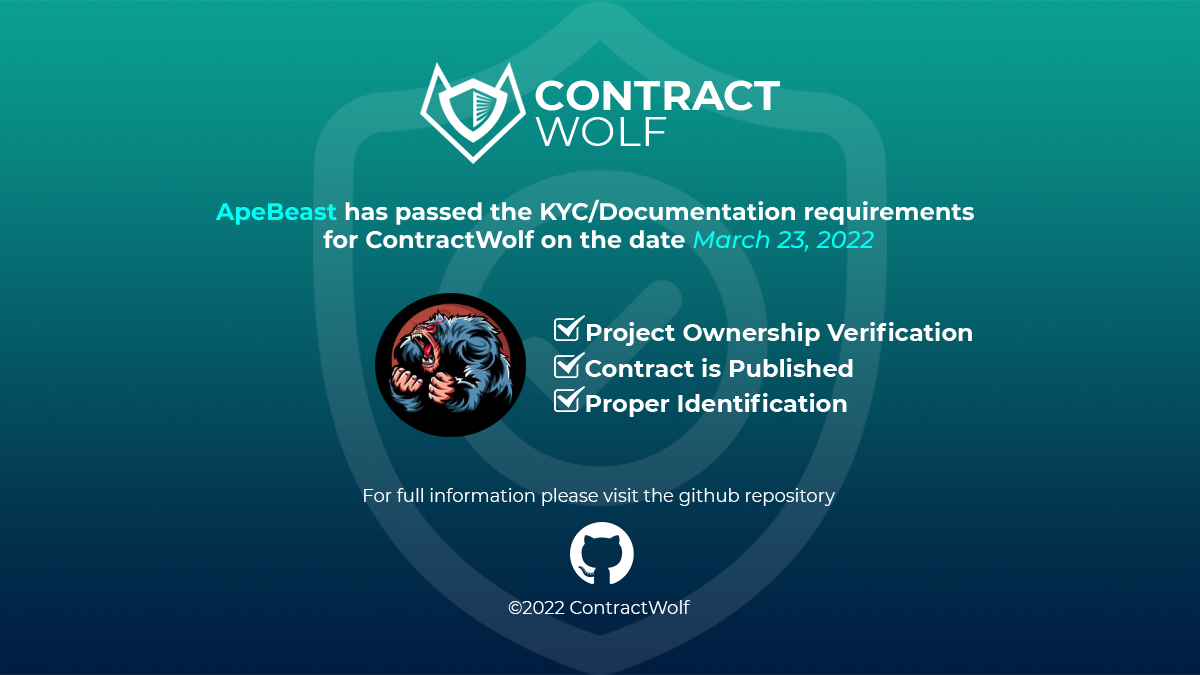 CONTRACT
WOLF
ApeBeast has passed the KYC/Documentation requirements
for ContractWolf on the date March 23, 2022
Project Ownership Verification
Contract is Published
Proper Identification
For full information please visit the github repository
©2022 ContractWolf